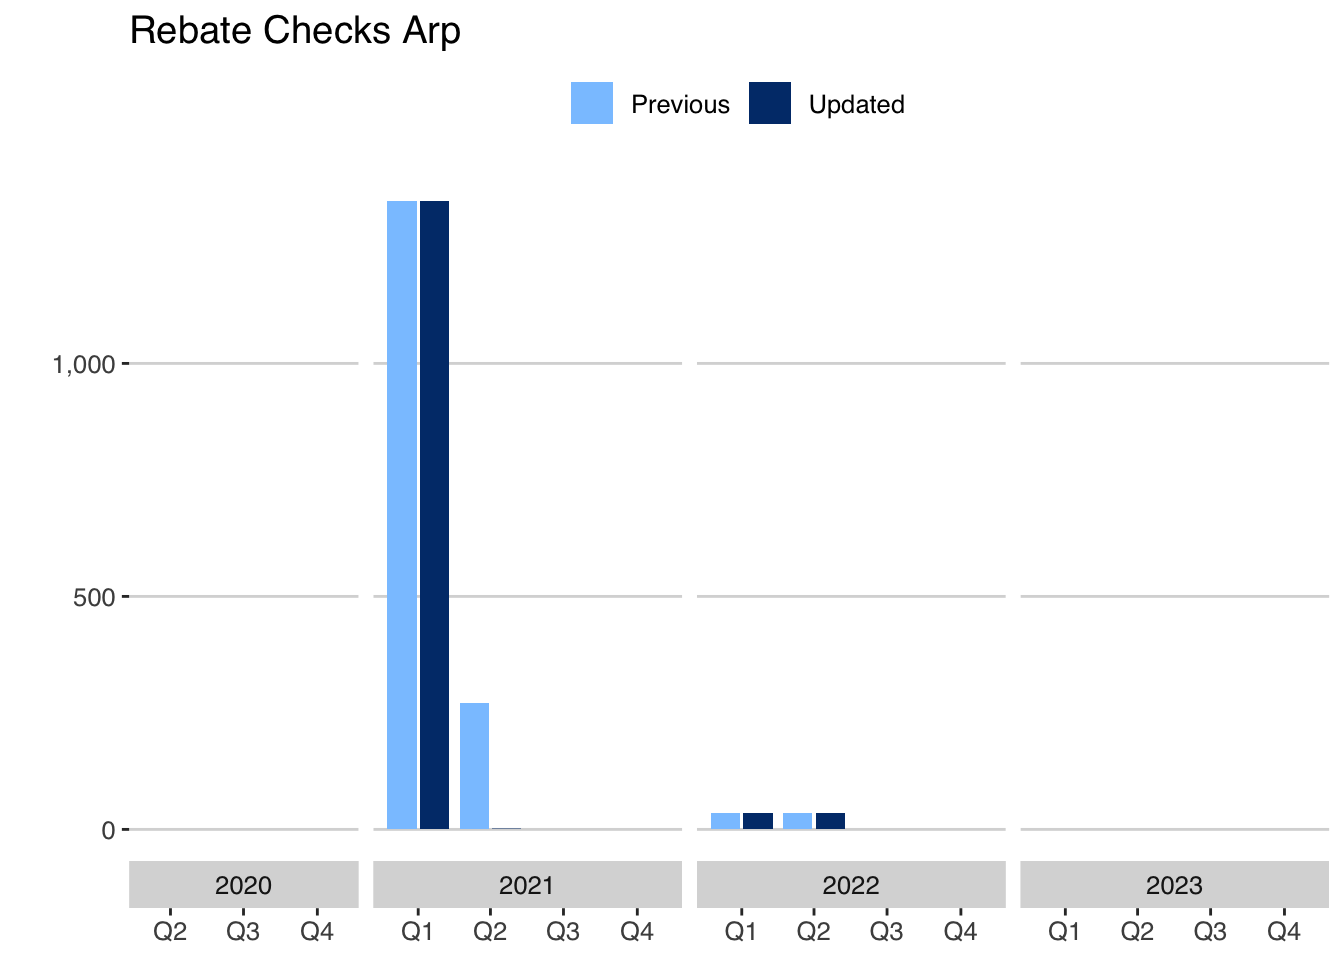 Rebate Checks Arp
Previous Updated
1,000
500
0
2020 2021 2022 2023
Q2 Q3 Q4 Q1 Q2 Q3 Q4 Q1 Q2 Q3 Q4 Q1 Q2 Q3 Q4